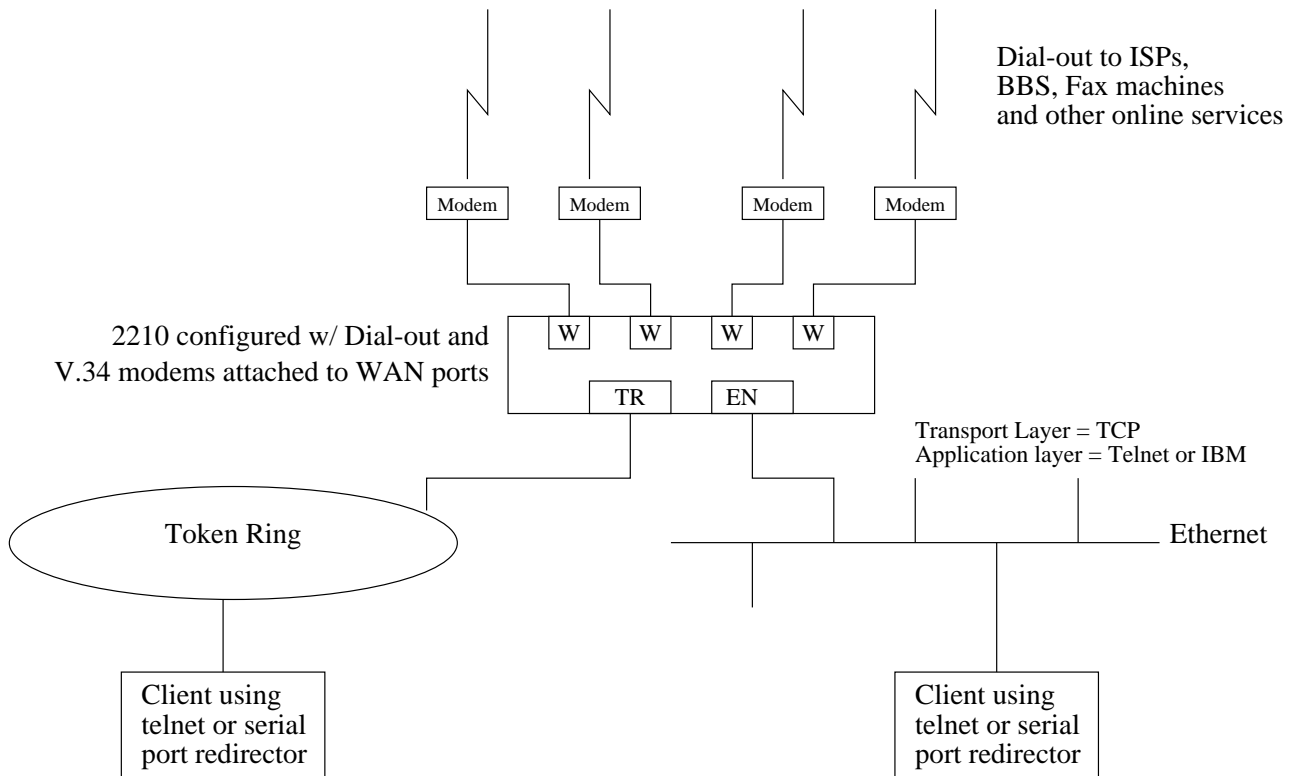 Dial-out to ISPs,
BBS, Fax machines
and other online services
Modem
Modem
Modem
Modem
2210 configured w/ Dial-out and
V.34 modems attached to WAN ports
W
W
W
W
TR
EN
Transport Layer = TCP
Application layer = Telnet or IBM
Token Ring
Ethernet
Client using
telnet or serial
port redirector
Client using
telnet or serial
port redirector